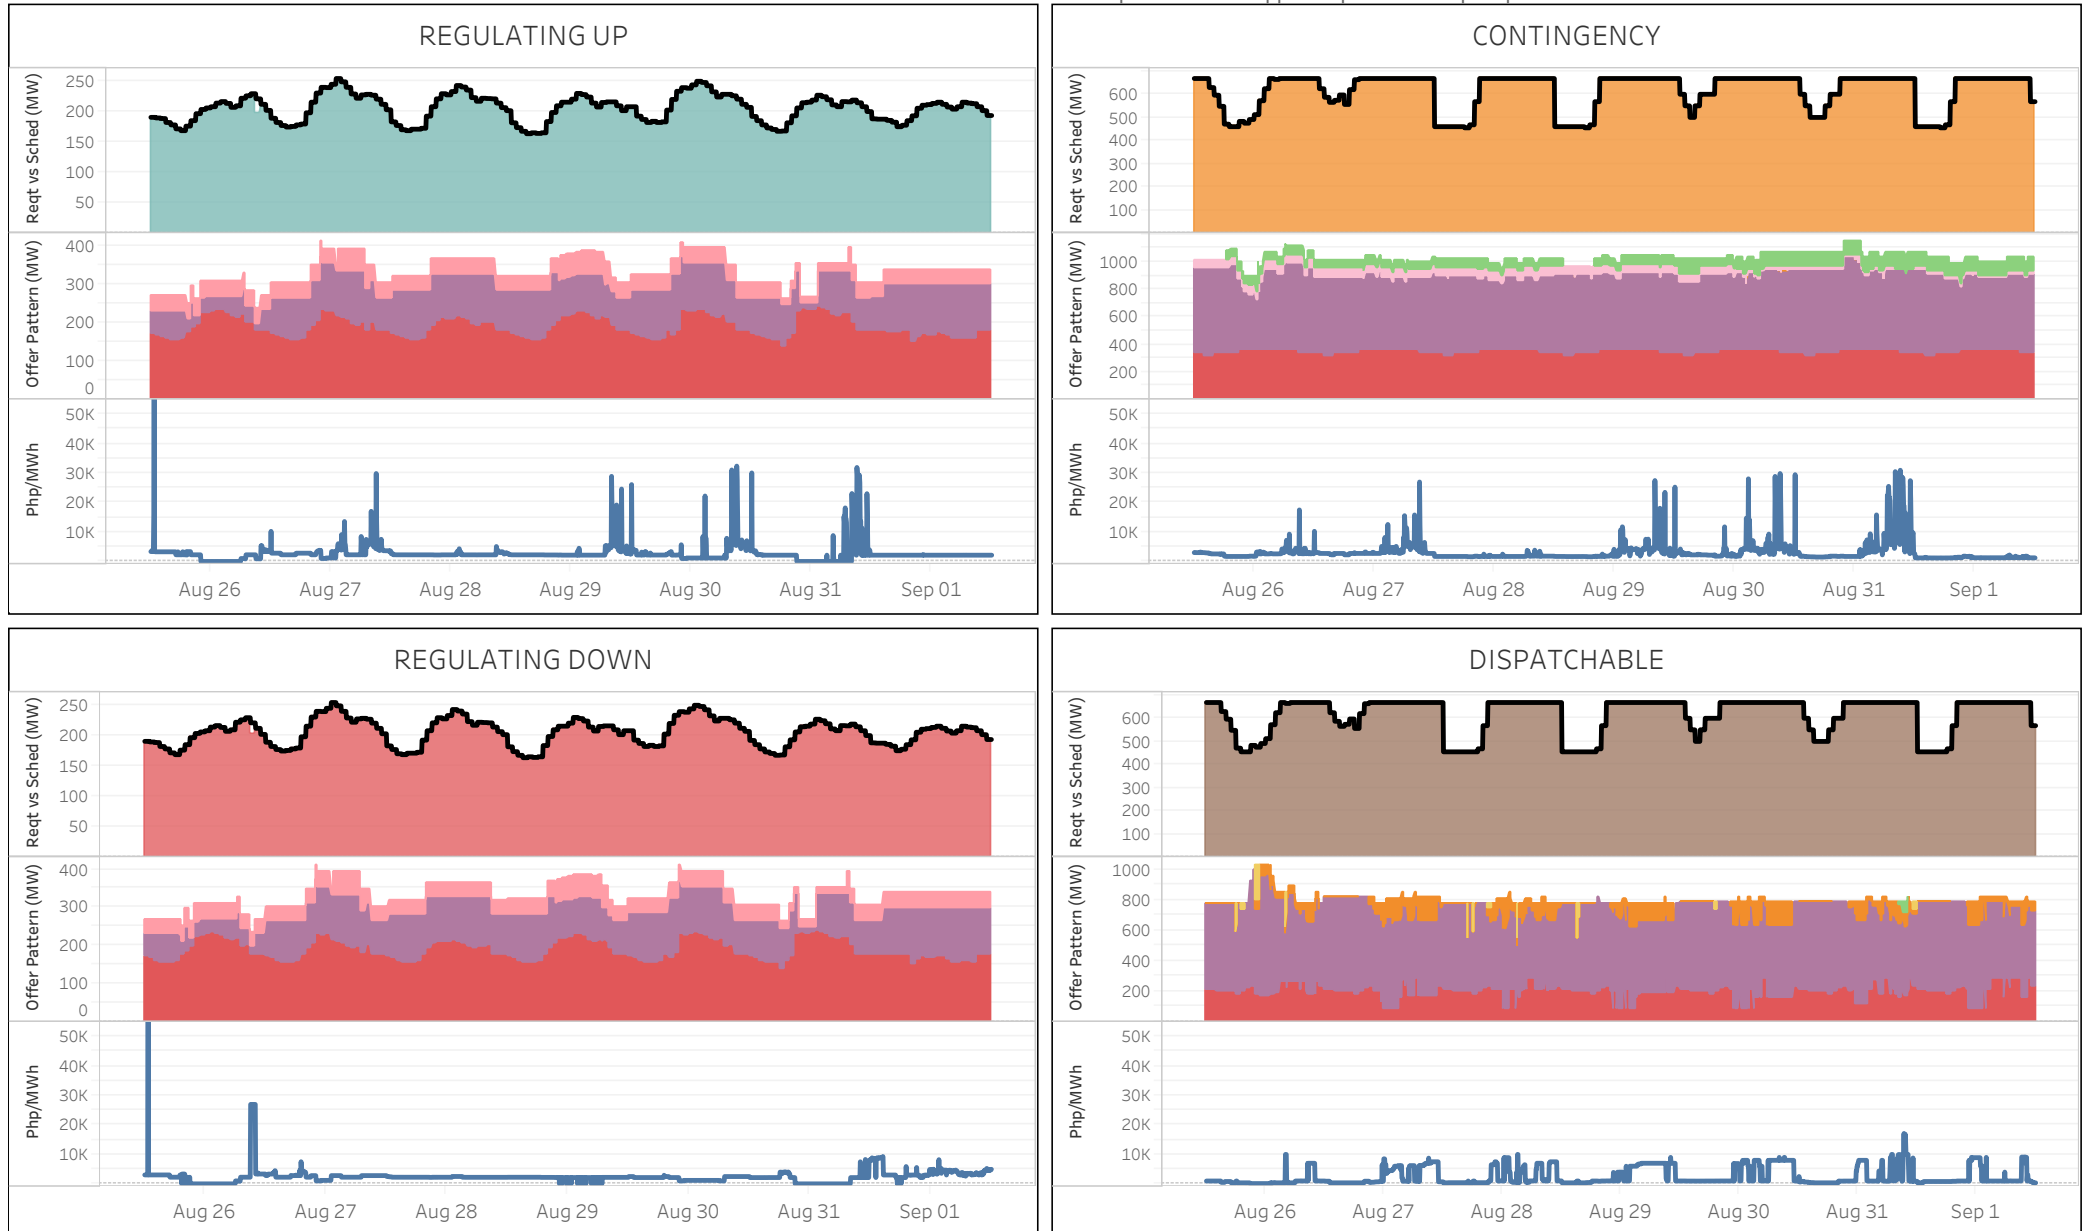 REGULATING UP
Reqt vs Sched (MW)
250
200
150
100
50
Offer Pattern (MW)
400
300
200
100
0
Php/MWh
50K
40K
30K
20K
10K
Aug 26 Aug 27 Aug 28 Aug 29 Aug 30 Aug 31 Sep 01
CONTINGENCY
Reqt vs Sched (MW)
600
500
400
300
200
100
Offer Pattern (MW)
1000
800
600
400
200
Php/MWh
50K
40K
30K
20K
10K
Aug 26 Aug 27 Aug 28 Aug 29 Aug 30 Aug 31 Sep 1
REGULATING DOWN
Reqt vs Sched (MW)
250
200
150
100
50
Offer Pattern (MW)
400
300
200
100
0
Php/MWh
50K
40K
30K
20K
10K
Aug 26 Aug 27 Aug 28 Aug 29 Aug 30 Aug 31 Sep 01
DISPATCHABLE
Reqt vs Sched (MW)
600
500
400
300
200
100
Offer Pattern (MW)
1000
800
600
400
200
Php/MWh
50K
40K
30K
20K
10K
Aug 26 Aug 27 Aug 28 Aug 29 Aug 30 Aug 31 Sep 1